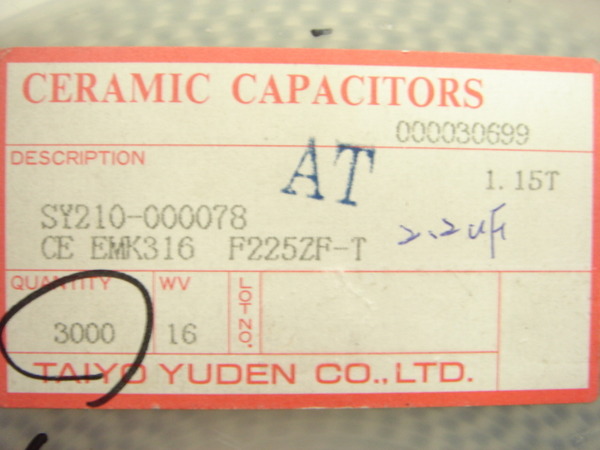 CERAMIC CAPACITORS
000030699
DESCRIPTION
AT
1.15T
SY210-000078
2.2uF
CE EMK316 F225ZF-T
QUANTITY WV LOT NO.
3000 16
TAIYO YUDEN CO.,LTD.